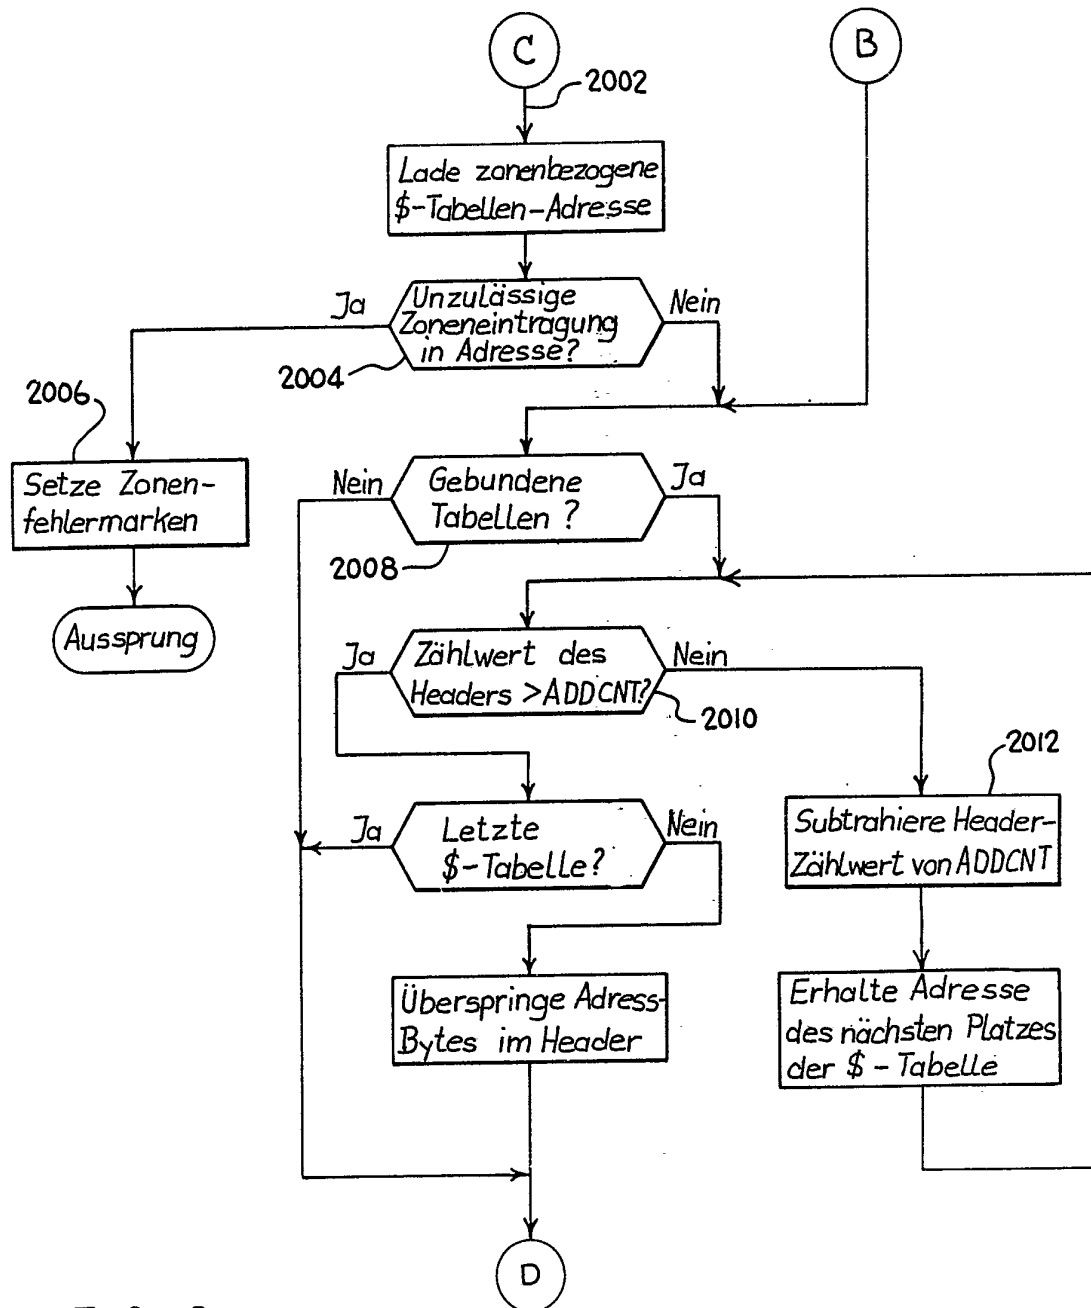 C
B
2002
Lade zonenbezogene
$-Tabellen-Adresse
Ja
Unzulässige
Zoneneintragung
in Adresse?
Nein
2004
2006
Setze Zonen-
fehlermarken
Aussprung
Nein
Gebundene
Tabellen ?
Ja
2008
Ja
Zählwert des
Headers >ADDCNT?
Nein
2010
2012
Subtrahiere Header-
Zählwert von ADDCNT
Ja
Letzte
$-Tabelle?
Nein
Überspringe Adress-
Bytes im Header
Erhalte Adresse
des nächsten Platzes
der $-Tabelle
D